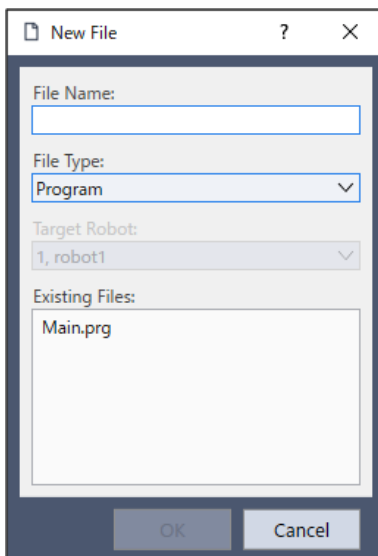 New File
?
File Name:
File Type:
Program
Target Robot:
1, robot1
Existing Files:
Main.prg
OK
Cancel